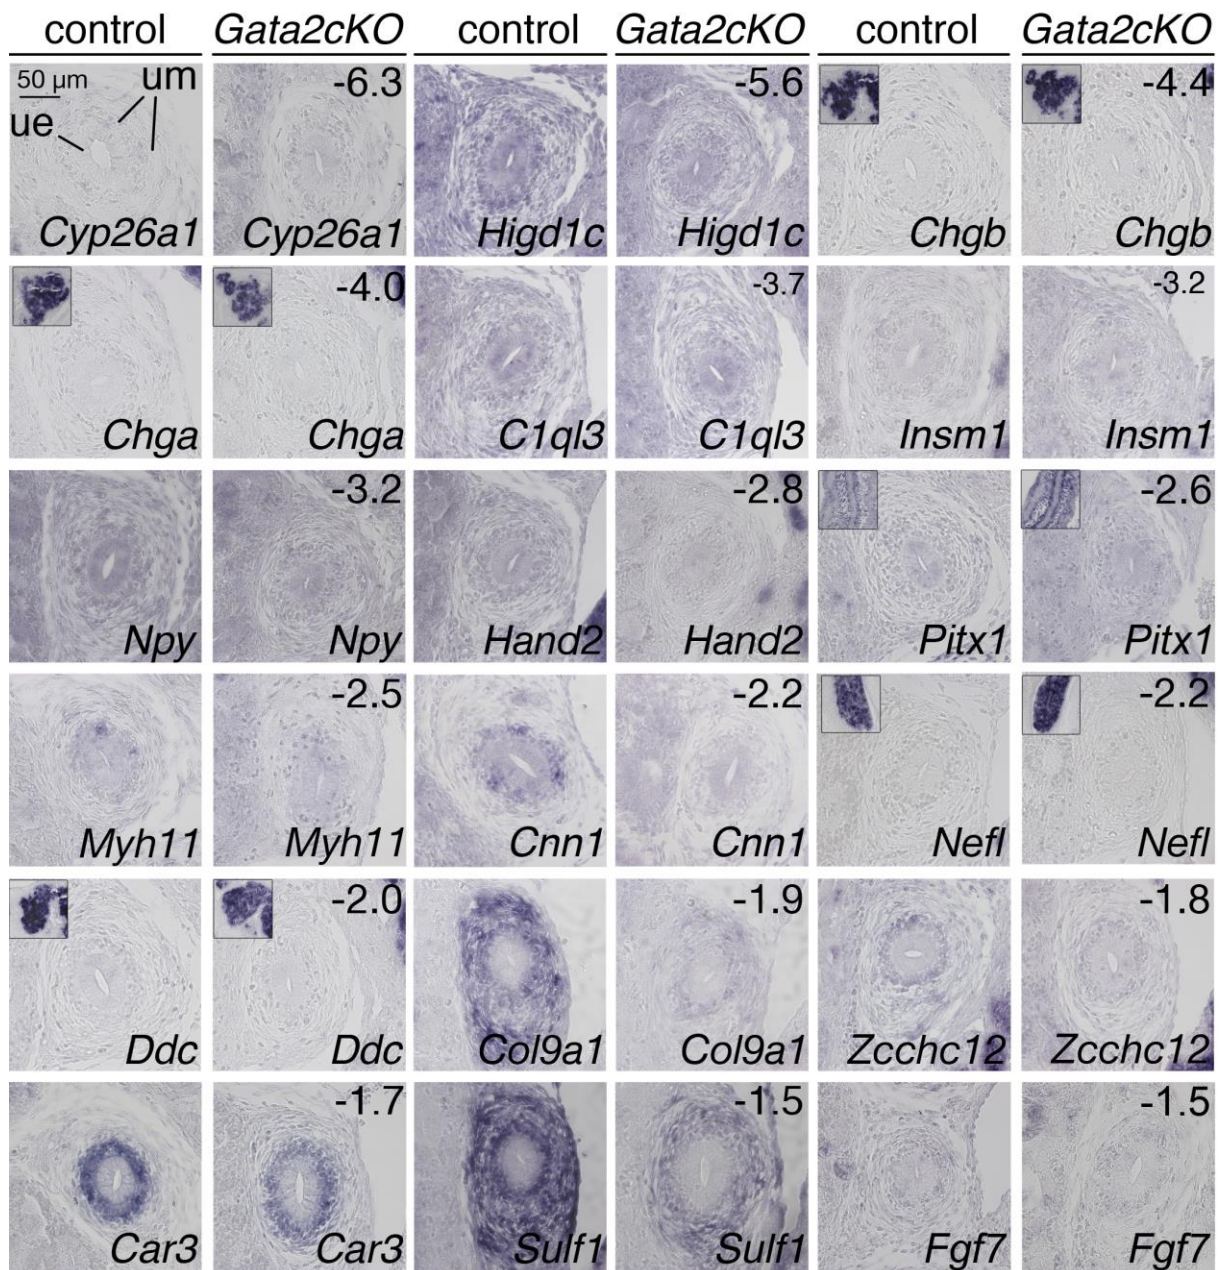 control Gata2cKO control Gata2cKO control Gata2cKO
50 µm um -6.3 -5.6 -4.4
ue
Cyp26a1 Cyp26a1 Higd1c Higd1c Chgb Chgb
-4.0 -3.7 -3.2
Chga Chga C1ql3 C1ql3 Insm1 Insm1
-3.2 -2.8 -2.6
Npy Npy Hand2 Hand2 Pitx1 Pitx1
-2.5 -2.2 -2.2
Myh11 Myh11 Cnn1 Cnn1 Nefl Nefl
-2.0 -1.9 -1.8
Ddc Ddc Col9a1 Col9a1 Zcchc12 Zcchc12
-1.7 -1.5 -1.5
Car3 Car3 Sulf1 Sulf1 Fgf7 Fgf7